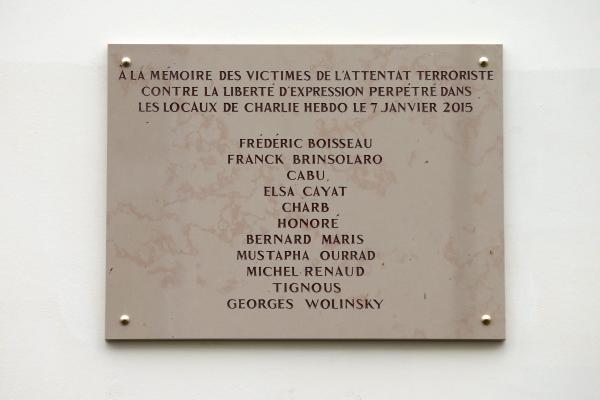 À LA MÉMOIRE DES VICTIMES DE L'ATTENTAT TERRORISTE
CONTRE LA LIBERTÉ D'EXPRESSION PERPÉTRÉ DANS
LES LOCAUX DE CHARLIE HEBDO LE 7 JANVIER 2015
FRÉDÉRIC BOISSEAU
FRANCK BRINSOLARO
CABU
ELSA CAYAT
CHARB
HONORÉ
BERNARD MARIS
MUSTAPHA OURRAD
MICHEL RENAUD
TIGNOUS
GEORGES WOLINSKY